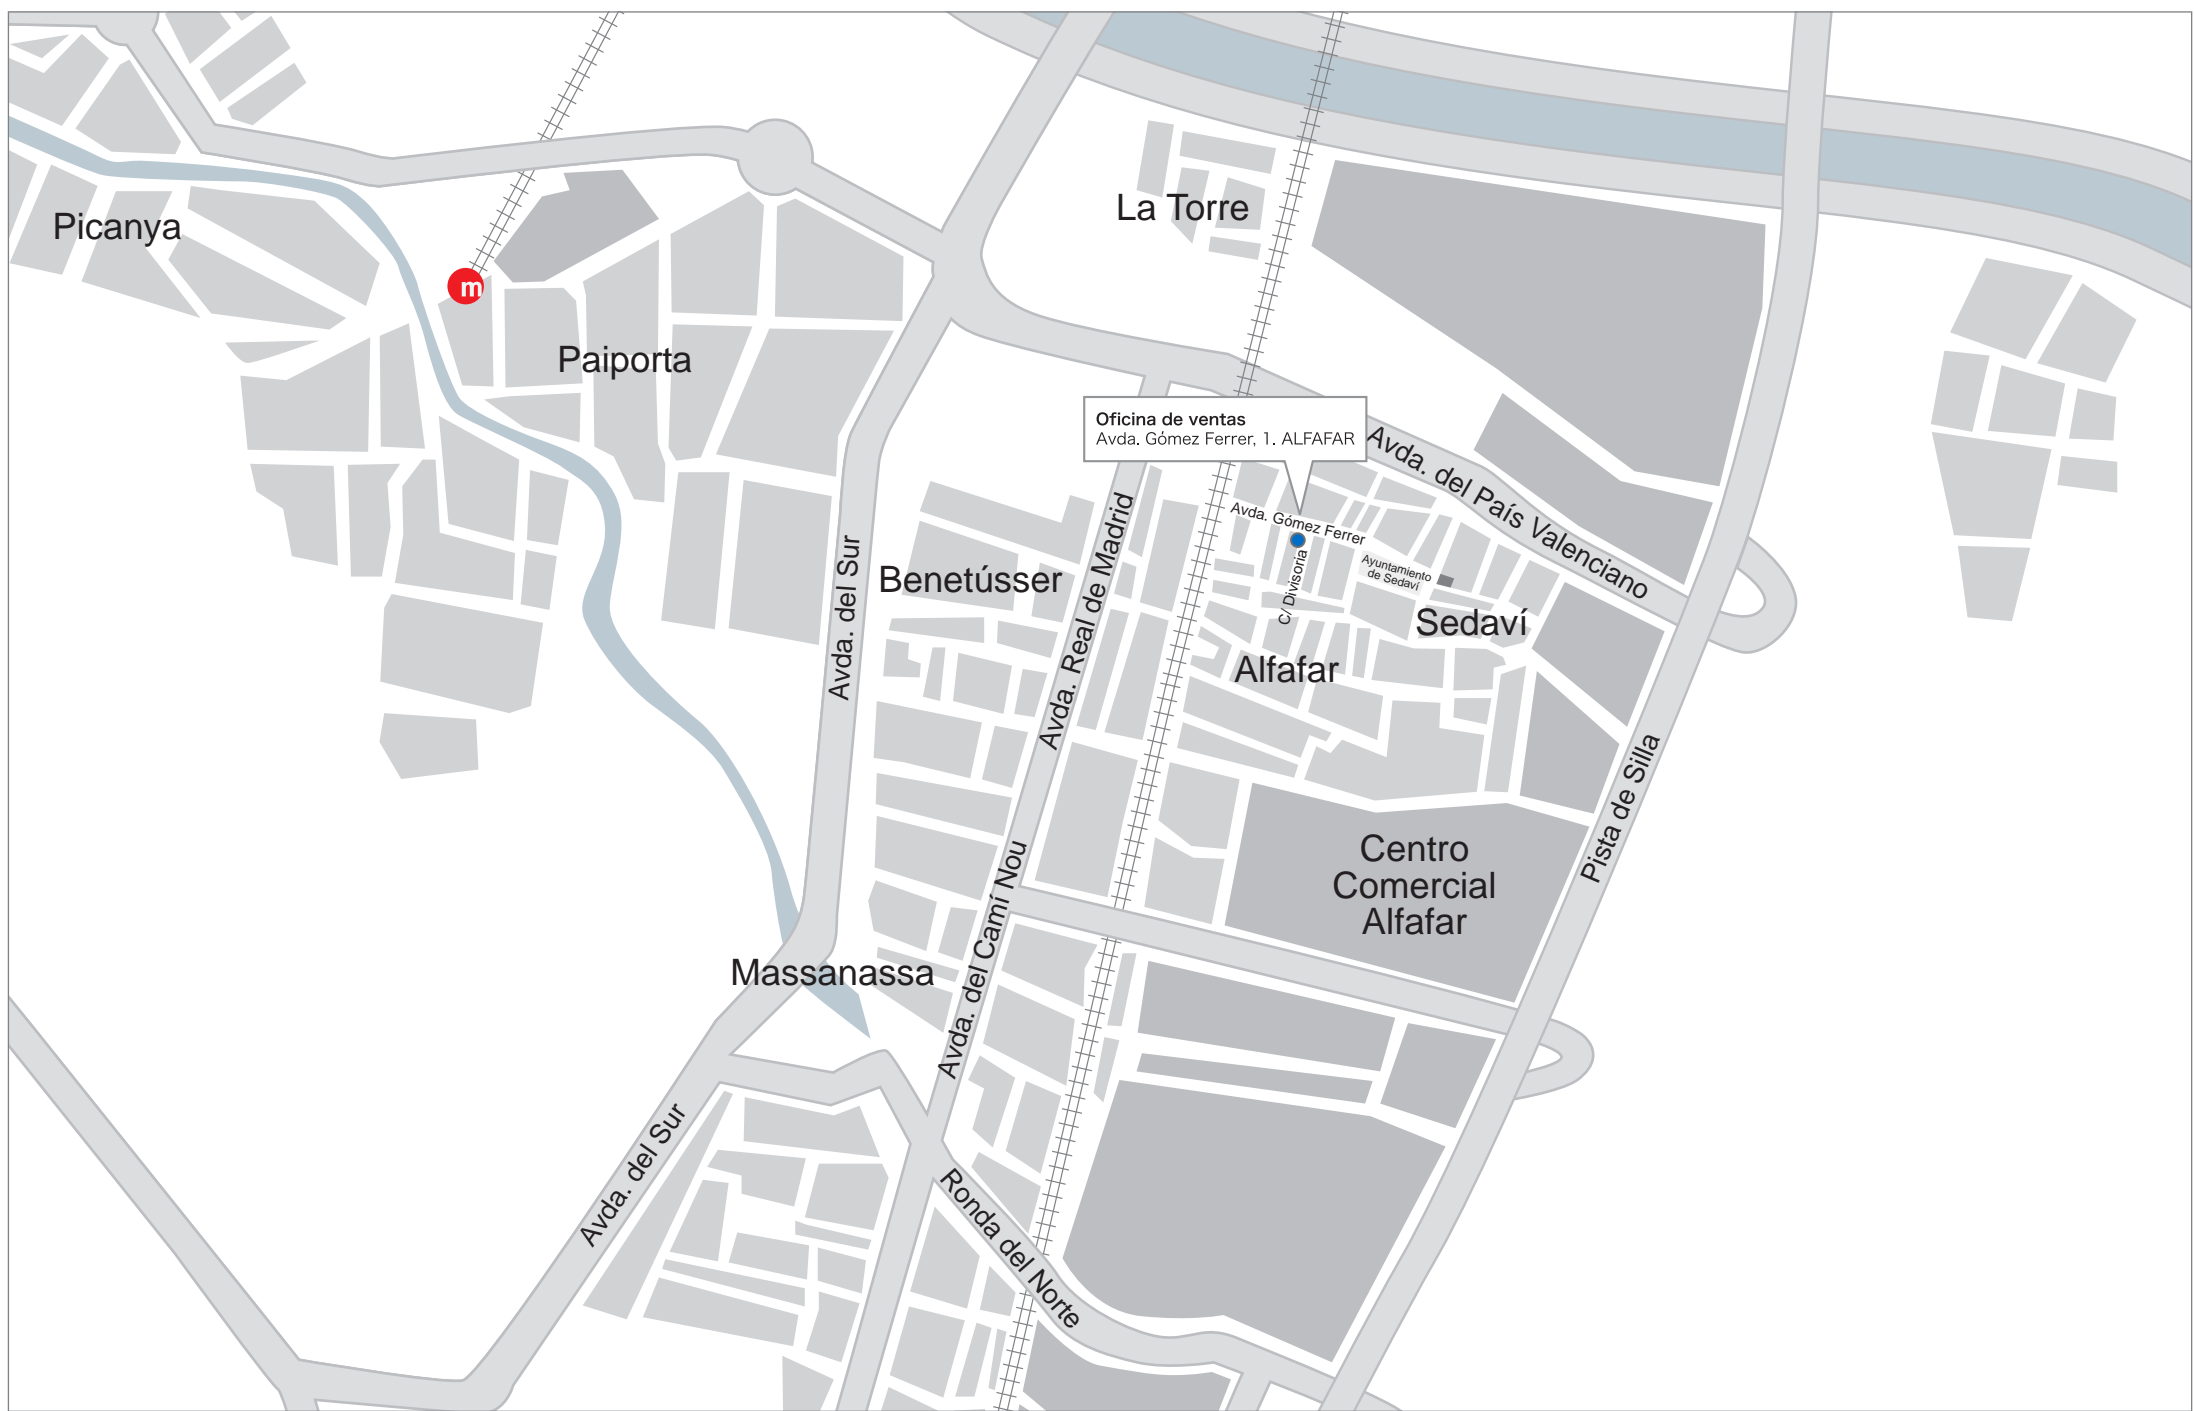 La Torre
Picanya
m
Paiporta
Oficina de ventas
Avda. Gómez Ferrer, 1. ALFAFAR
Avda. del País Valenciano
Avda. Gómez Ferrer
C/ Divisoria
Ayuntamiento
de Sedaví
Benetússer
Sedaví
Alfafar
Avda. del Sur
Avda. Real de Madrid
Pista de Silla
Centro
Comercial
Alfafar
Avda. del Camí Nou
Massanassa
Avda. del Sur
Ronda del Norte